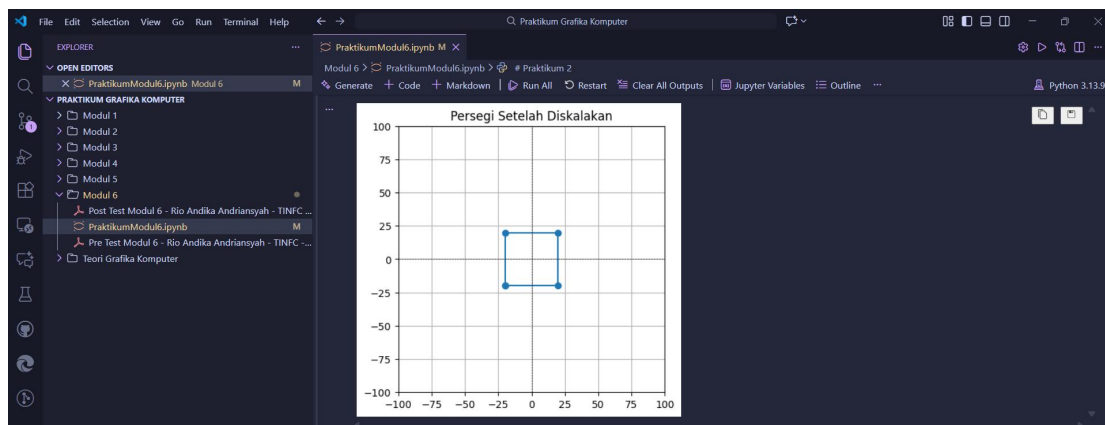 File Edit Selection View Go Run Terminal Help
Praktikum Grafika Komputer
EXPLORER
OPEN EDITORS
PraktikumModul6.ipynb Modul 6 M
PRAKTIKUM GRAFIKA KOMPUTER
Modul 1
Modul 2
Modul 3
Modul 4
Modul 5
Modul 6
Post Test Modul 6 - Rio Andika Andriansyah - TINFC ...
PraktikumModul6.ipynb M
Pre Test Modul 6 - Rio Andika Andriansyah - TINFC -...
Teori Grafika Komputer
1
PraktikumModul6.ipynb M
Modul 6 > PraktikumModul6.ipynb > # Praktikum 2
Generate + Code + Markdown | Run All Restart Clear All Outputs | Jupyter Variables Outline ...
Python 3.13.9
Persegi Setelah Diskalakan
100
75
50
25
0
−25
−50
−75
−100
−100 −75 −50 −25 0 25 50 75 100